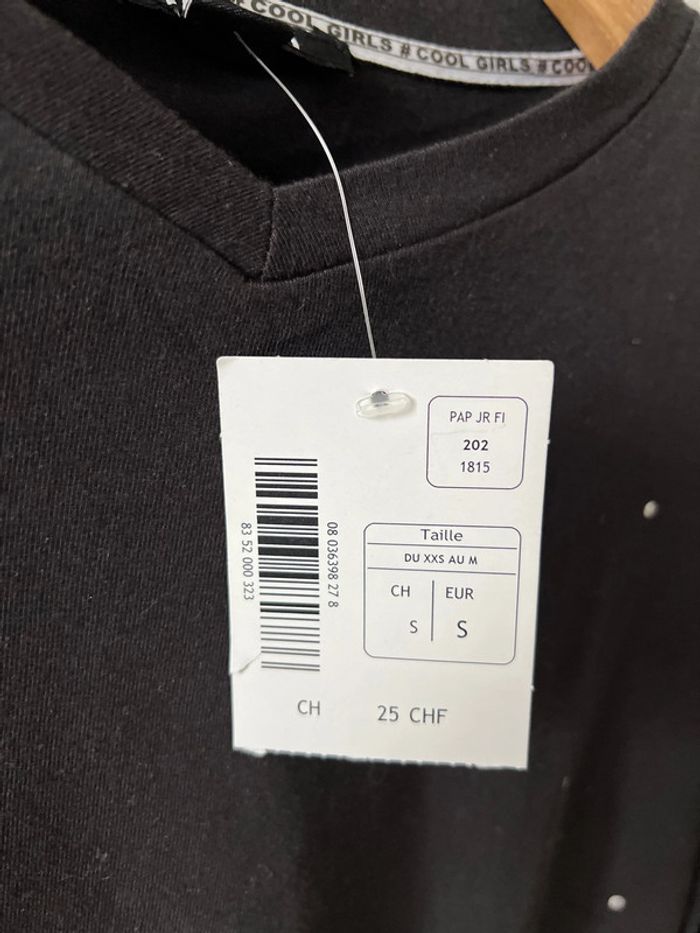 # COOL GIRLS # COOL GIRLS # COO
PAP JR FI
202
1815
08 036398 27 8
83 52 000 323
Taille
DU XXS AU M
CH EUR
S S
CH 25 CHF